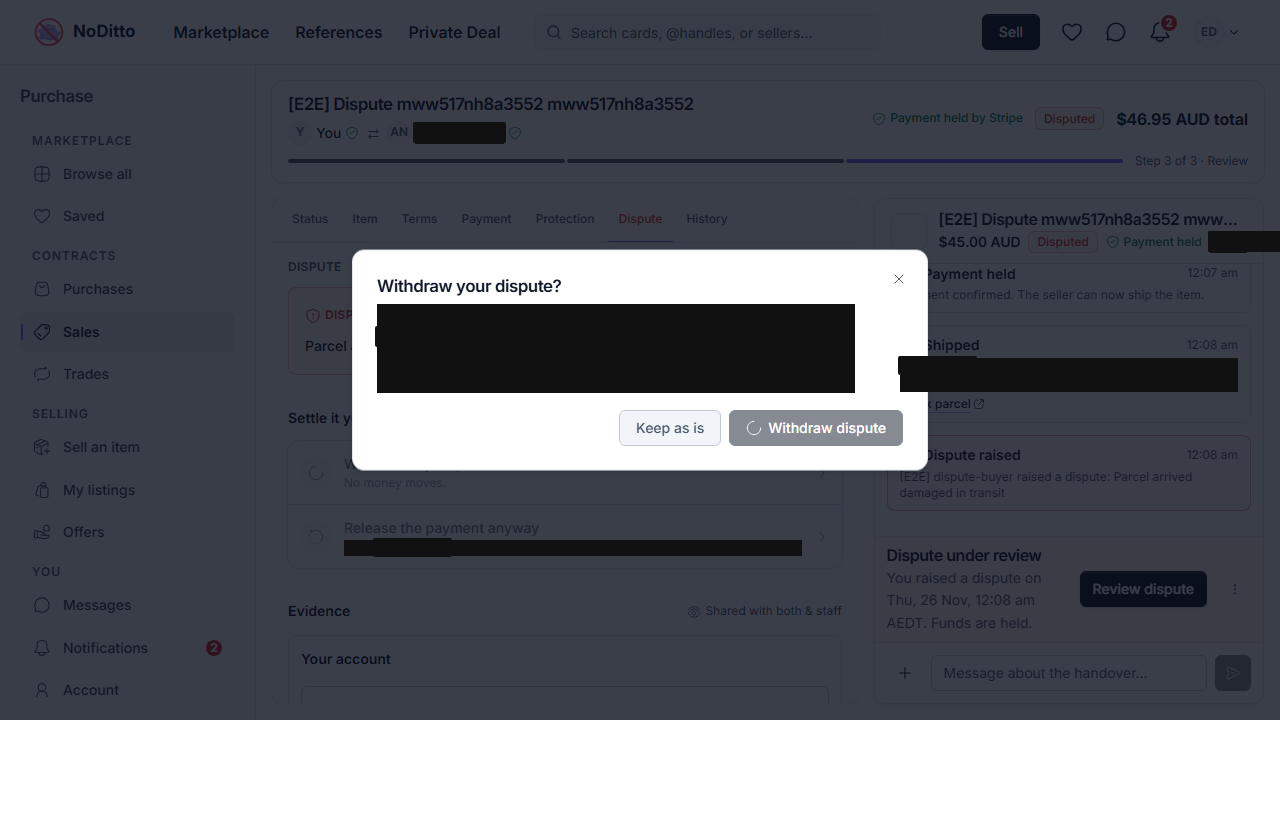 NoDitto
Marketplace
References
Private Deal
Search cards, @handles, or sellers...
Sell
2
ED
Purchase
MARKETPLACE
Browse all
Saved
CONTRACTS
Purchases
Sales
Trades
SELLING
Sell an item
My listings
Offers
YOU
Messages
Notifications
2
Account
[E2E] Dispute mww517nh8a3552 mww517nh8a3552
Y You
AN
Payment held by Stripe
Disputed
$46.95 AUD total
Step 3 of 3 · Review
Status
Item
Terms
Payment
Protection
Dispute
History
DISPUTE
Parcel
Settle it
No money moves.
Release the payment anyway
Evidence
Shared with both & staff
Your account
Withdraw your dispute?
Keep as is
Withdraw dispute
[E2E] Dispute mww517nh8a3552 mww...
$45.00 AUD
Disputed
Payment held
Payment held
12:07 am
confirmed. The seller can now ship the item.
Shipped
12:08 am
parcel
Dispute raised
12:08 am
[E2E] dispute-buyer raised a dispute: Parcel arrived
damaged in transit
Dispute under review
You raised a dispute on
Thu, 26 Nov, 12:08 am
AEDT. Funds are held.
Review dispute
Message about the handover...